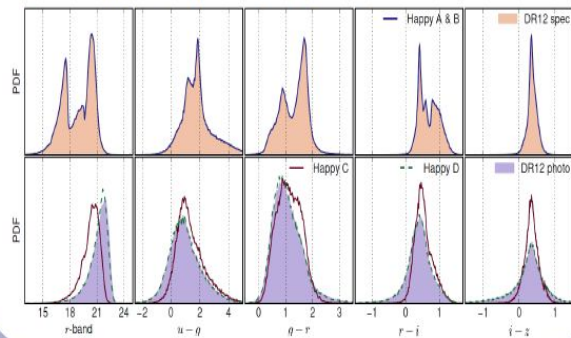 PDF
Happy A & B
DR12 spec
PDF
Happy C
Happy D
DR12 photo
15 18 21 24
-2 0 2 4
0 1 2 3
-1 0 1
-1 0 1
r-band
u − g
g − r
r − i
i − z